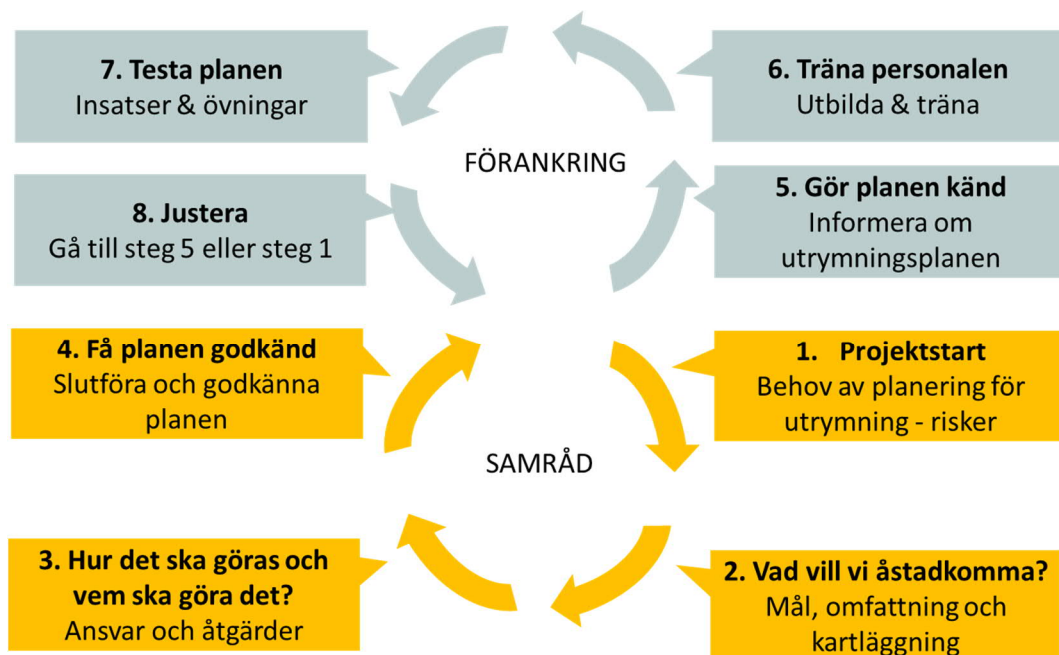 7. Testa planen
Insatser & övningar
6. Träna personalen
Utbilda & träna
FÖRANKRING
8. Justera
Gå till steg 5 eller steg 1
5. Gör planen känd
Informera om
utrymningsplanen
4. Få planen godkänd
Slutföra och godkänna
planen
1. Projektstart
Behov av planering för
utrymning - risker
SAMRÅD
3. Hur det ska göras och
vem ska göra det?
Ansvar och åtgärder
2. Vad vill vi åstadkomma?
Mål, omfattning och
kartläggning